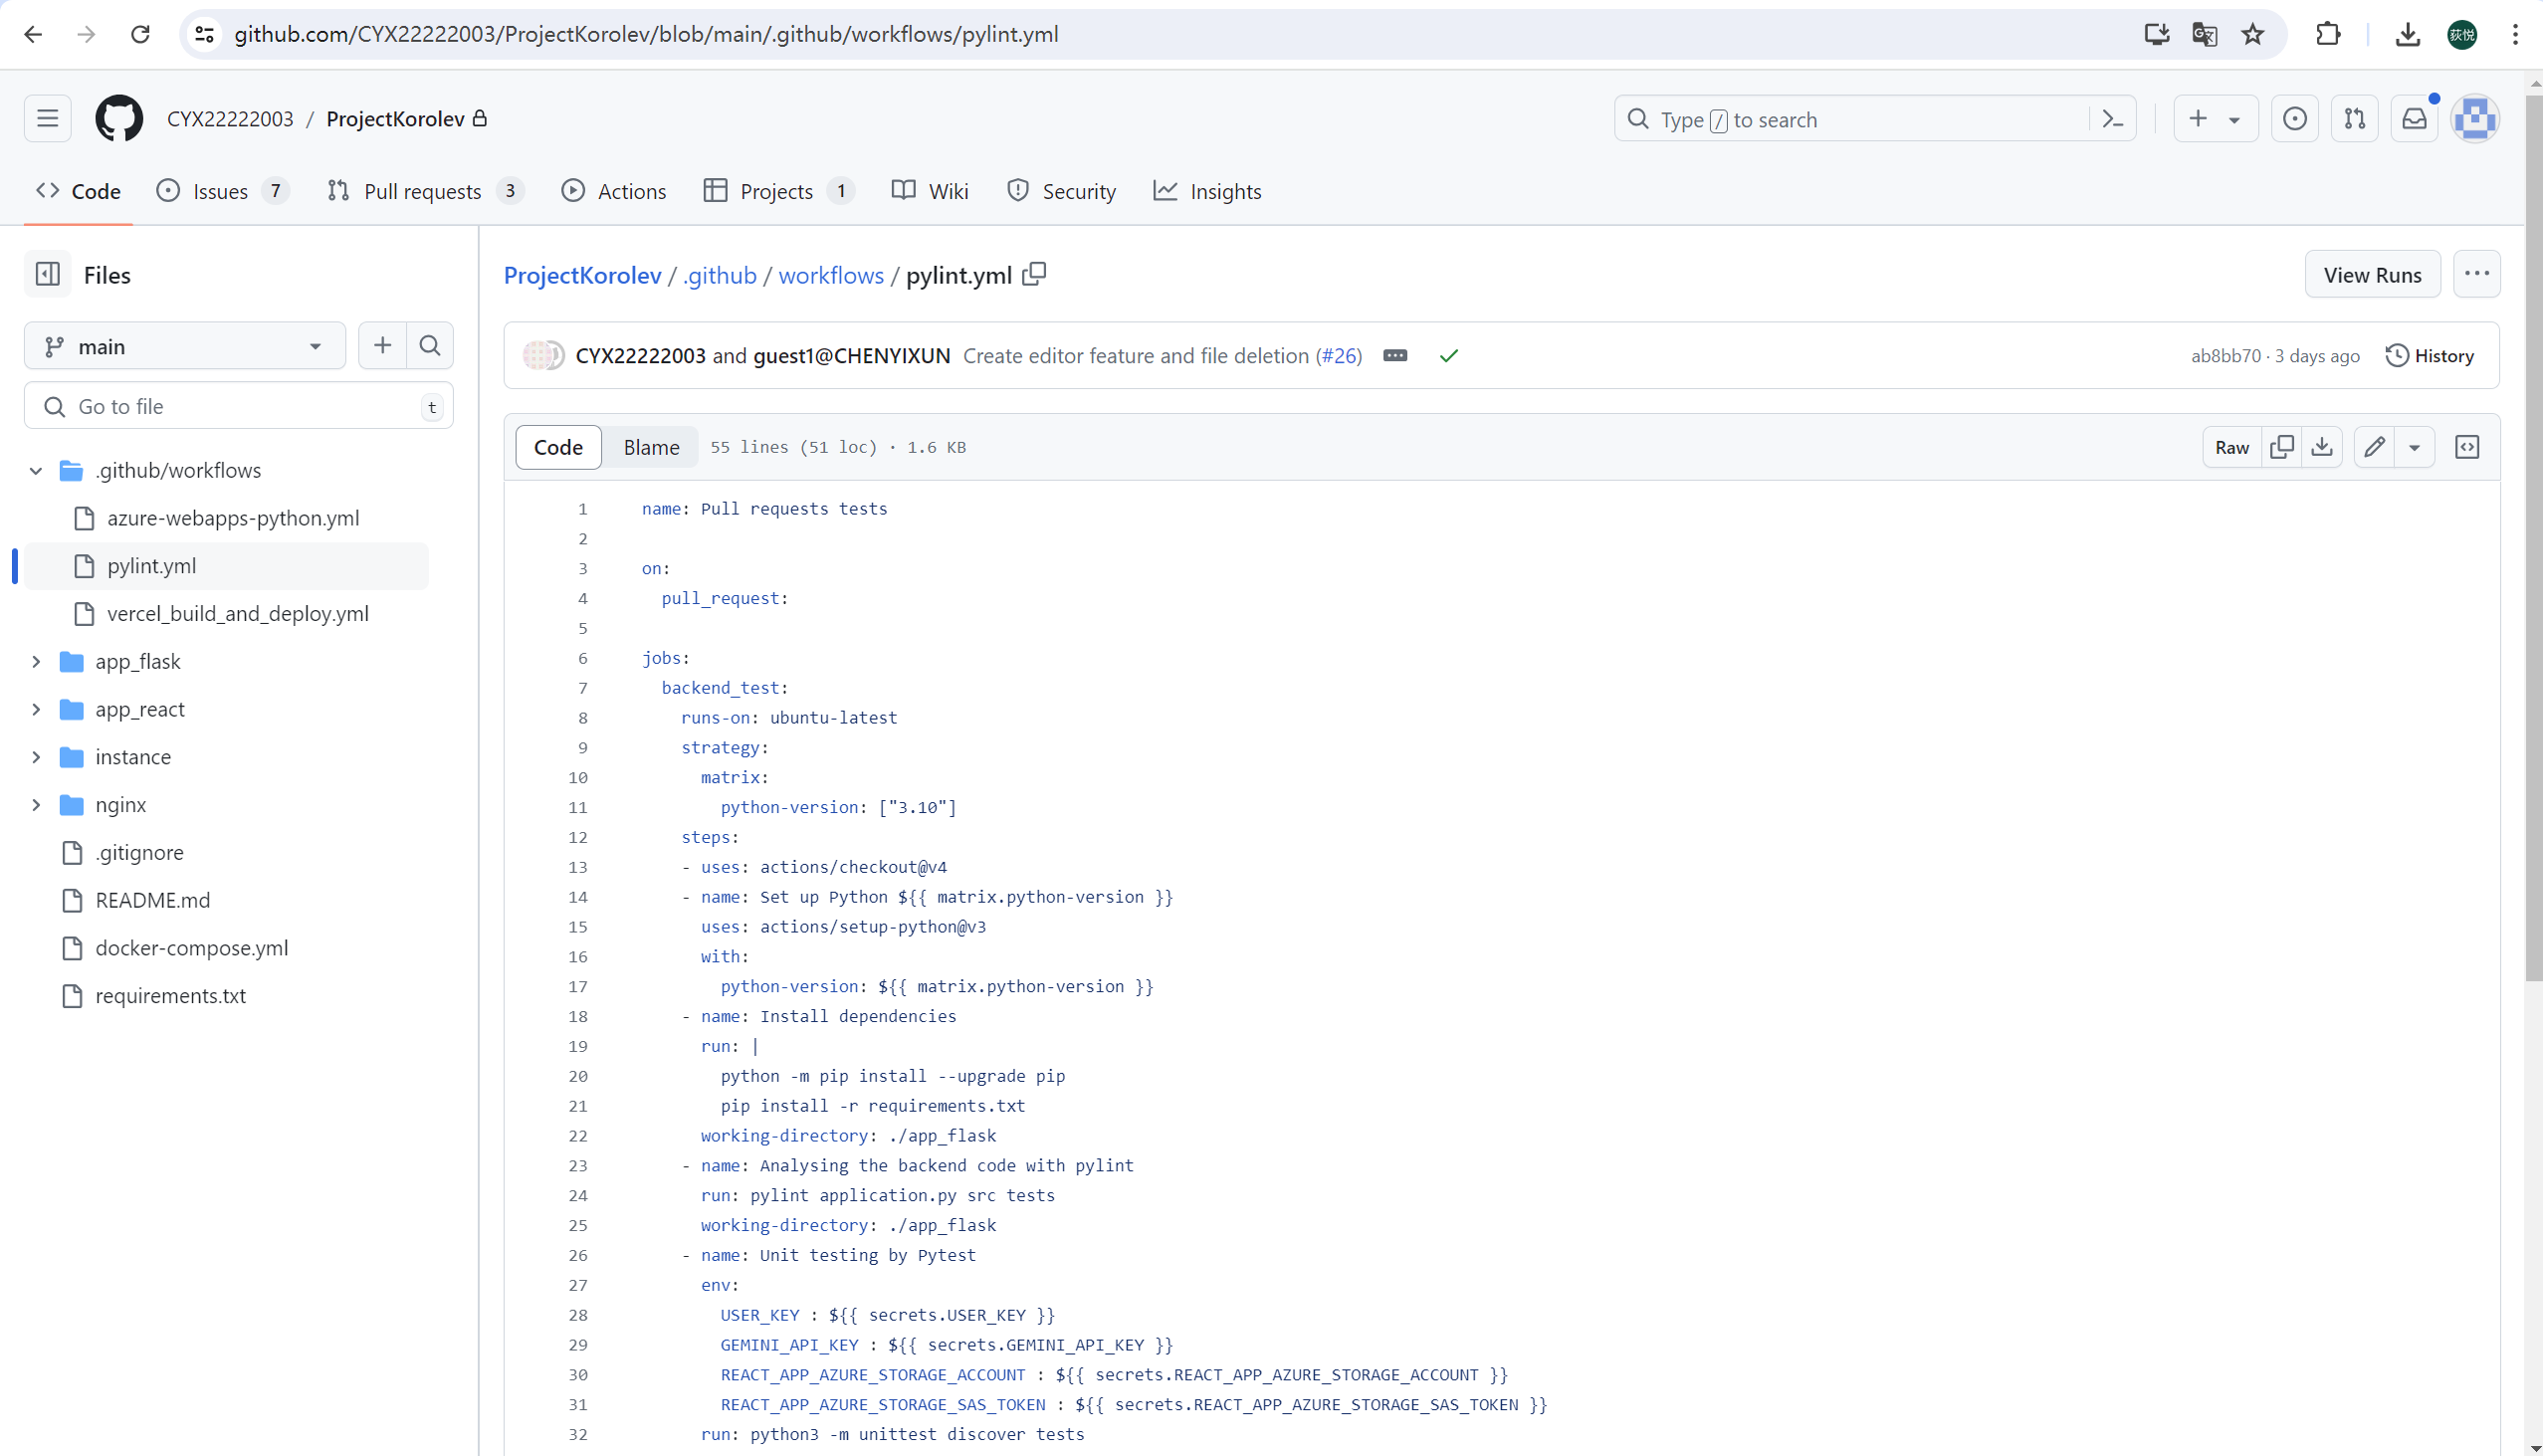 github.com/CYX22222003/ProjectKorolev/blob/main/.github/workflows/pylint.yml
荻悦
CYX22222003 / ProjectKorolev
Type / to search
Code
Issues 7
Pull requests 3
Actions
Projects 1
Wiki
Security
Insights
Files
main
Go to file
t
.github/workflows
azure-webapps-python.yml
pylint.yml
vercel_build_and_deploy.yml
app_flask
app_react
instance
nginx
.gitignore
README.md
docker-compose.yml
requirements.txt
ProjectKorolev / .github / workflows / pylint.yml
View Runs
CYX22222003 and guest1@CHENYIXUN Create editor feature and file deletion (#26)
ab8bb70 · 3 days ago
History
Code
Blame
55 lines (51 loc) · 1.6 KB
Raw
1 name: Pull requests tests
2
3 on:
4 pull_request:
5
6 jobs:
7 backend_test:
8 runs-on: ubuntu-latest
9 strategy:
10 matrix:
11 python-version: ["3.10"]
12 steps:
13 - uses: actions/checkout@v4
14 - name: Set up Python ${{ matrix.python-version }}
15 uses: actions/setup-python@v3
16 with:
17 python-version: ${{ matrix.python-version }}
18 - name: Install dependencies
19 run: |
20 python -m pip install --upgrade pip
21 pip install -r requirements.txt
22 working-directory: ./app_flask
23 - name: Analysing the backend code with pylint
24 run: pylint application.py src tests
25 working-directory: ./app_flask
26 - name: Unit testing by Pytest
27 env:
28 USER_KEY : ${{ secrets.USER_KEY }}
29 GEMINI_API_KEY : ${{ secrets.GEMINI_API_KEY }}
30 REACT_APP_AZURE_STORAGE_ACCOUNT : ${{ secrets.REACT_APP_AZURE_STORAGE_ACCOUNT }}
31 REACT_APP_AZURE_STORAGE_SAS_TOKEN : ${{ secrets.REACT_APP_AZURE_STORAGE_SAS_TOKEN }}
32 run: python3 -m unittest discover tests